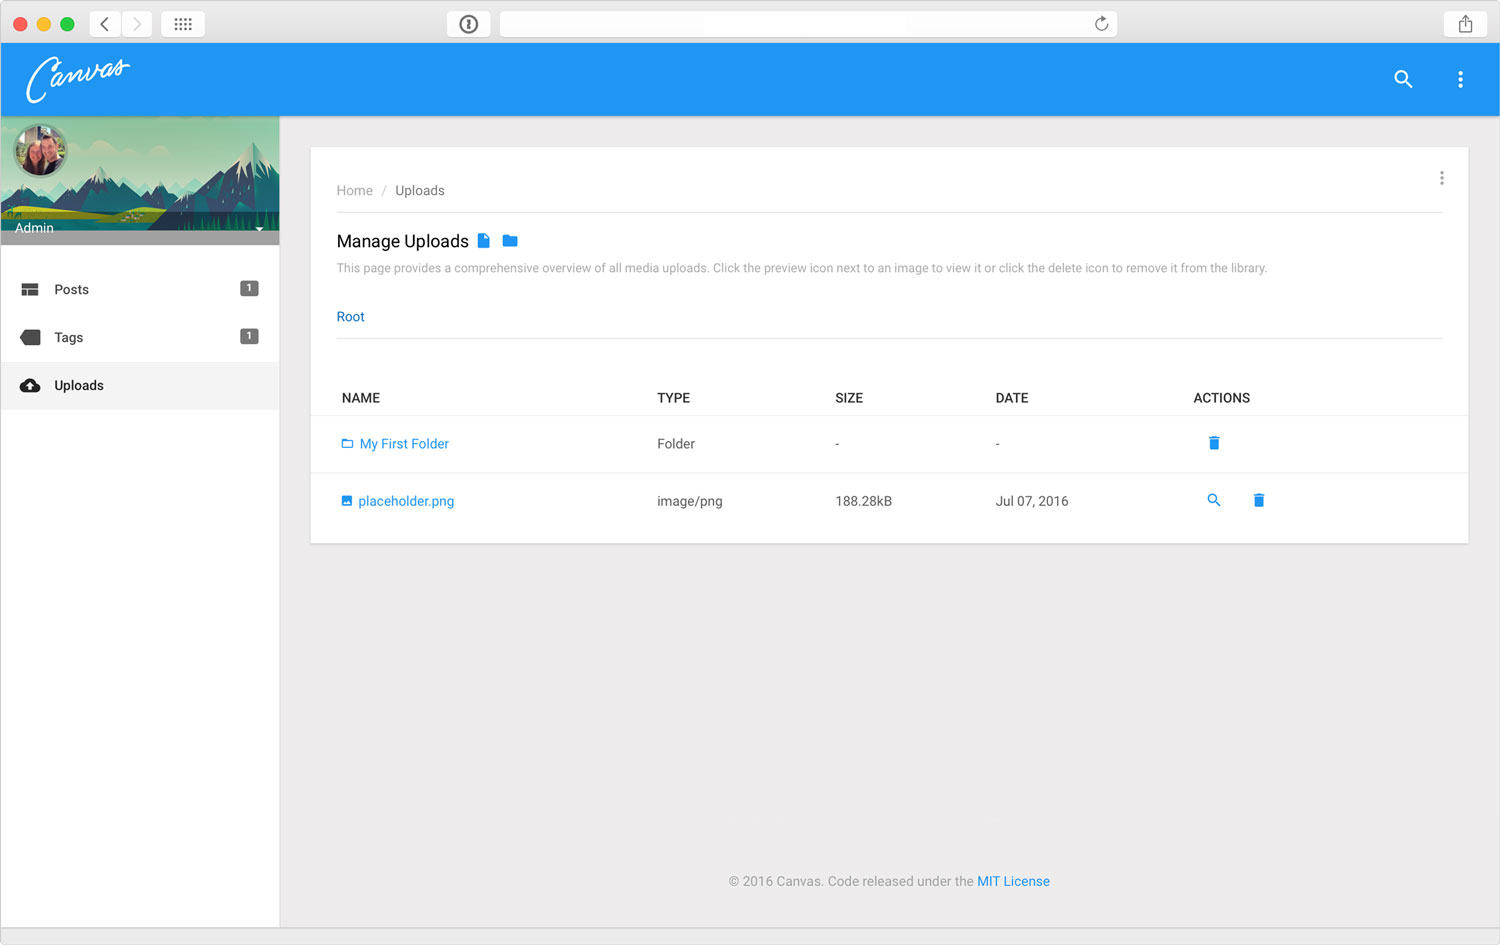 Canvas
Admin
Posts 1
Tags 1
Uploads
Home / Uploads
Manage Uploads
This page provides a comprehensive overview of all media uploads. Click the preview icon next to an image to view it or click the delete icon to remove it from the library.
Root
NAME TYPE SIZE DATE ACTIONS
My First Folder Folder - -
placeholder.png image/png 188.28kB Jul 07, 2016
© 2016 Canvas. Code released under the MIT License